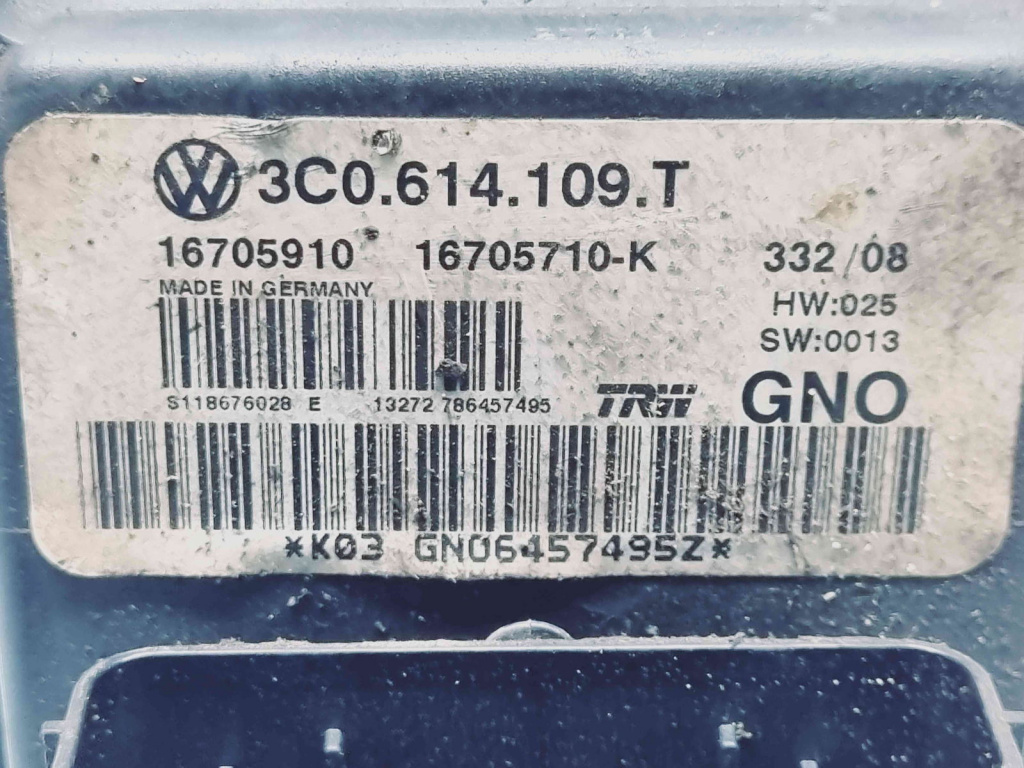 3C0.614.109.T
16705910 16705710-K 332/08
MADE IN GERMANY HW:025
SW:0013
S118676028 E 13272 786457495 TRW GNO
*K03 GNO6457495Z*